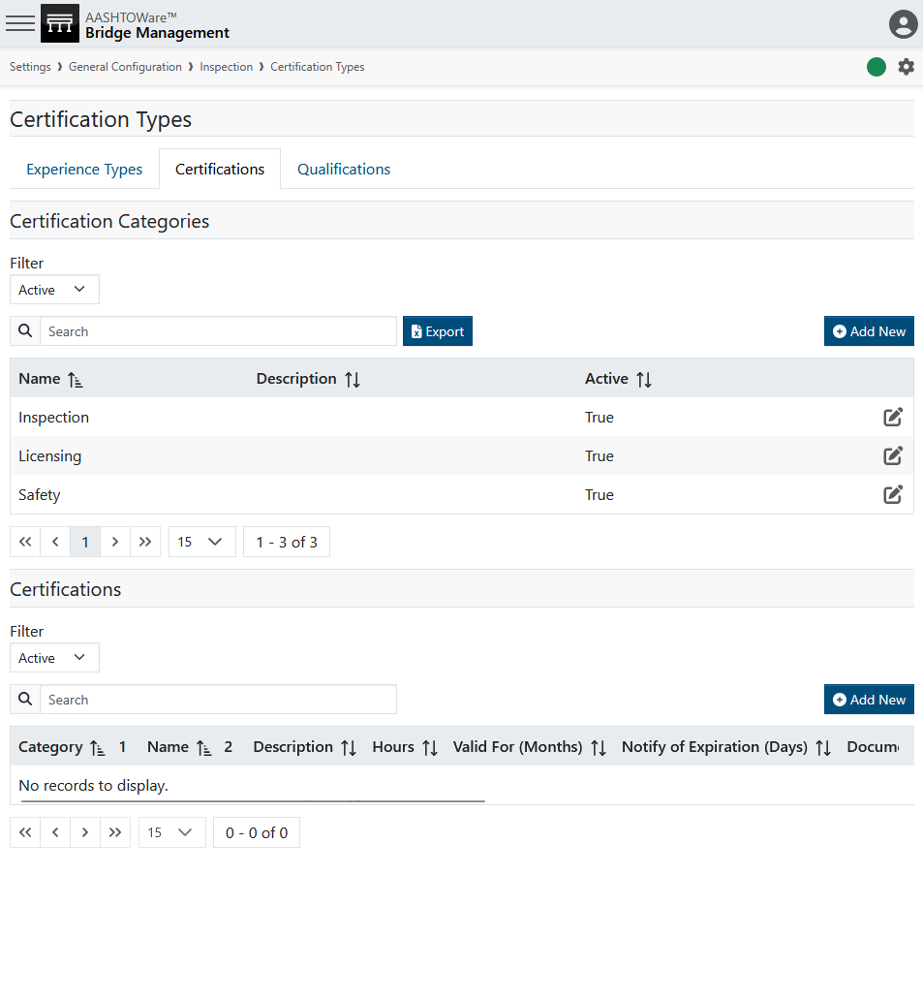 AASHTOWare™
Bridge Management
Settings › General Configuration › Inspection › Certification Types
Certification Types
Experience Types Certifications Qualifications
Certification Categories
Filter
Active
Search Export Add New
Name Description Active
Inspection True
Licensing True
Safety True
« ‹ 1 › » 15 1 - 3 of 3
Certifications
Filter
Active
Search Add New
Category 1 Name 2 Description Hours Valid For (Months) Notify of Expiration (Days) Docum
No records to display.
« ‹ › » 15 0 - 0 of 0